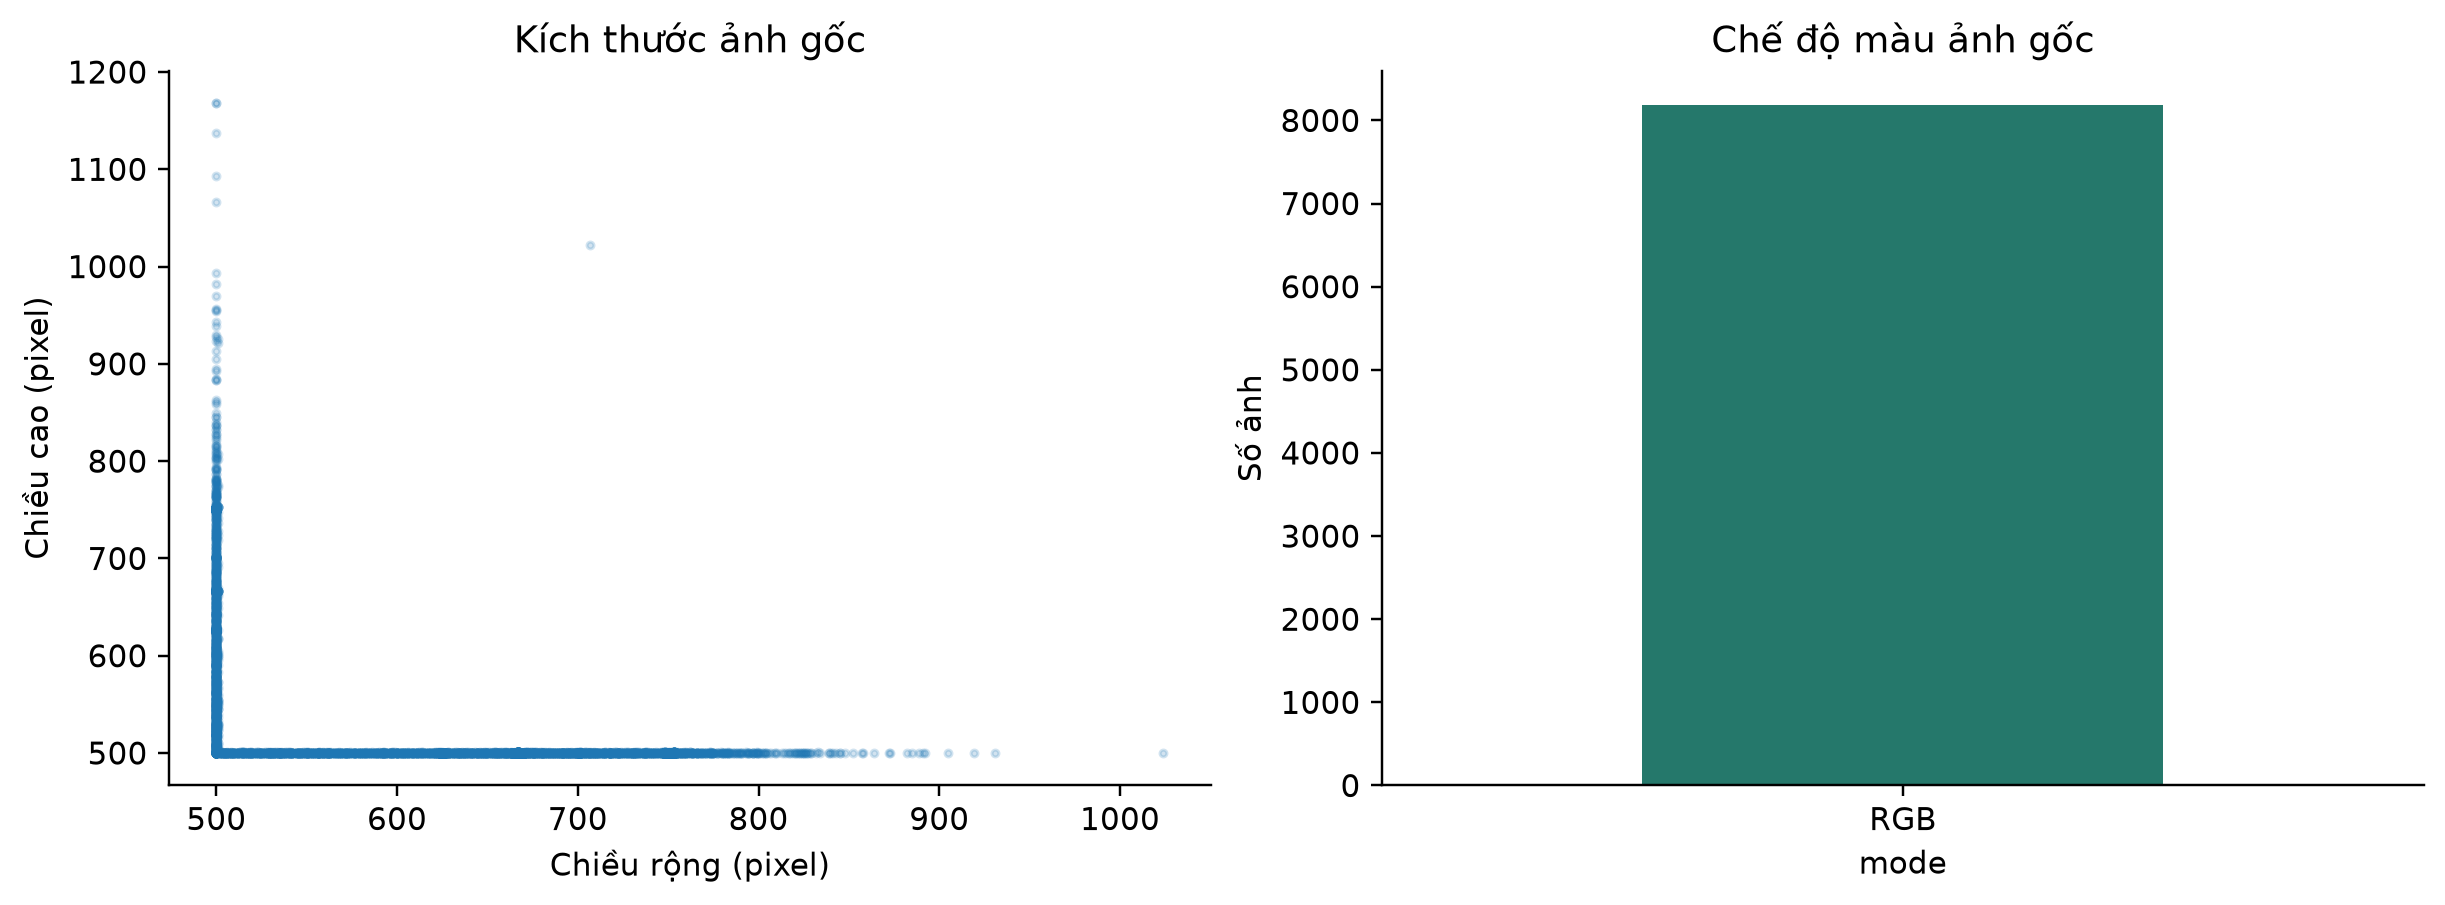 Kích thước ảnh gốc
1200
1100
1000
900
800
700
600
500
Chiều cao (pixel)
500 600 700 800 900 1000
Chiều rộng (pixel)
Chế độ màu ảnh gốc
8000
7000
6000
5000
4000
3000
2000
1000
0
Số ảnh
RGB
mode